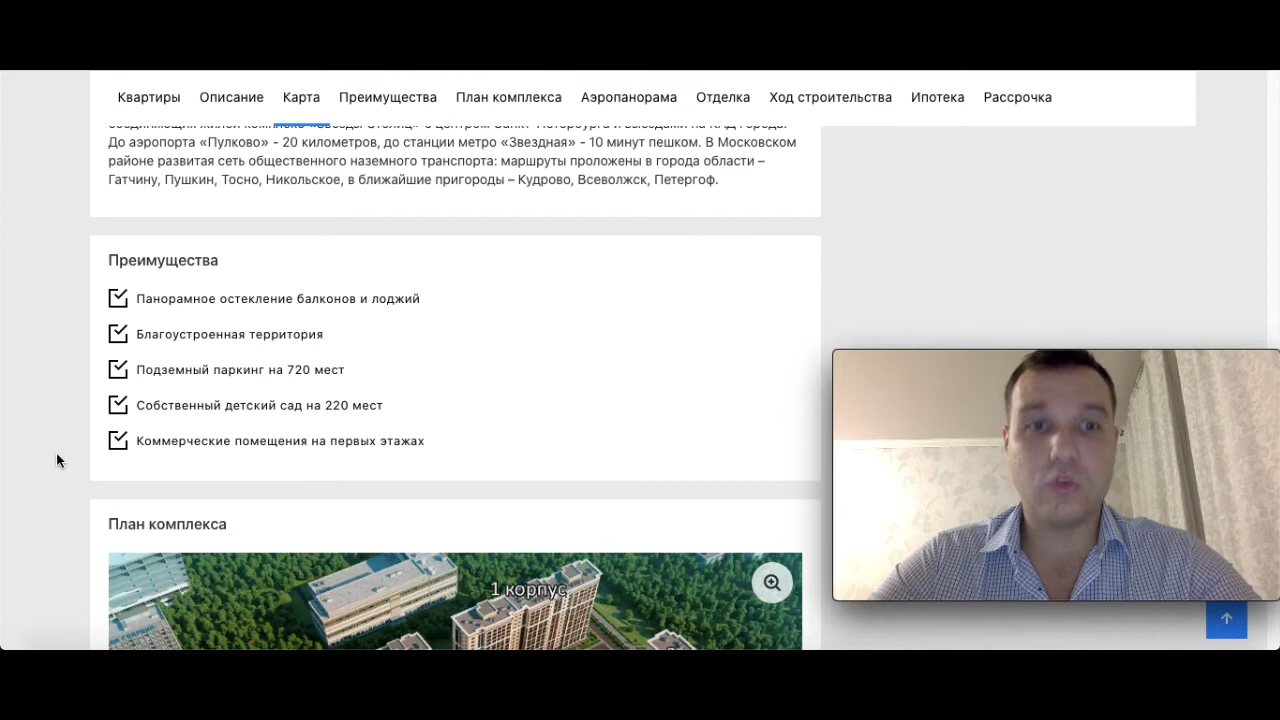 Квартиры Описание Карта Преимущества План комплекса Аэропанорама Отделка Ход строительства Ипотека Рассрочка
До аэропорта «Пулково» - 20 километров, до станции метро «Звездная» - 10 минут пешком. В Московском
районе развитая сеть общественного наземного транспорта: маршруты проложены в города области –
Гатчину, Пушкин, Тосно, Никольское, в ближайшие пригороды – Кудрово, Всеволжск, Петергоф.
Преимущества
Панорамное остекление балконов и лоджий
Благоустроенная территория
Подземный паркинг на 720 мест
Собственный детский сад на 220 мест
Коммерческие помещения на первых этажах
План комплекса
1 корпус